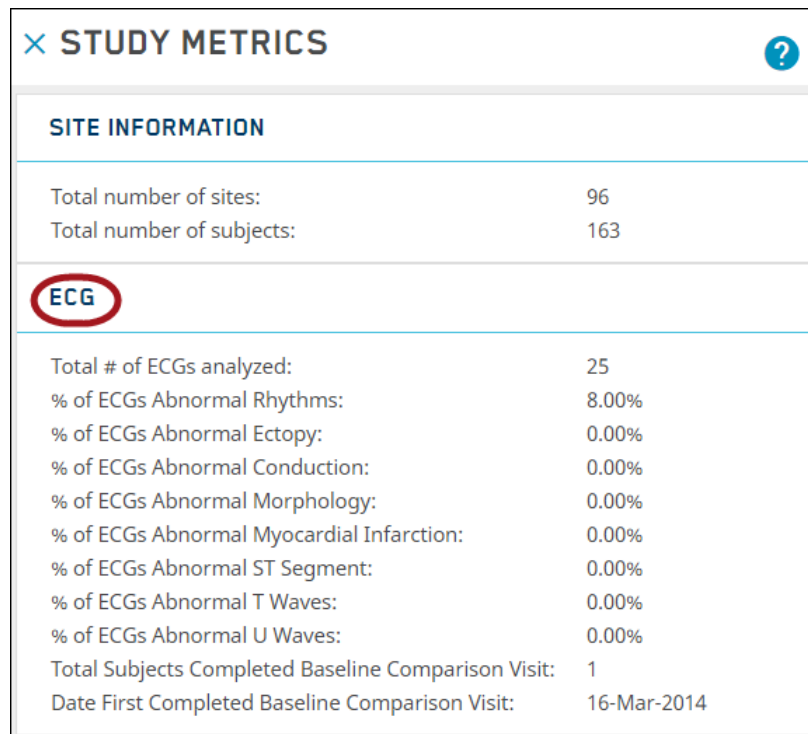 × STUDY METRICS
?
SITE INFORMATION
Total number of sites: 96
Total number of subjects: 163
ECG
Total # of ECGs analyzed: 25
% of ECGs Abnormal Rhythms: 8.00%
% of ECGs Abnormal Ectopy: 0.00%
% of ECGs Abnormal Conduction: 0.00%
% of ECGs Abnormal Morphology: 0.00%
% of ECGs Abnormal Myocardial Infarction: 0.00%
% of ECGs Abnormal ST Segment: 0.00%
% of ECGs Abnormal T Waves: 0.00%
% of ECGs Abnormal U Waves: 0.00%
Total Subjects Completed Baseline Comparison Visit: 1
Date First Completed Baseline Comparison Visit: 16-Mar-2014